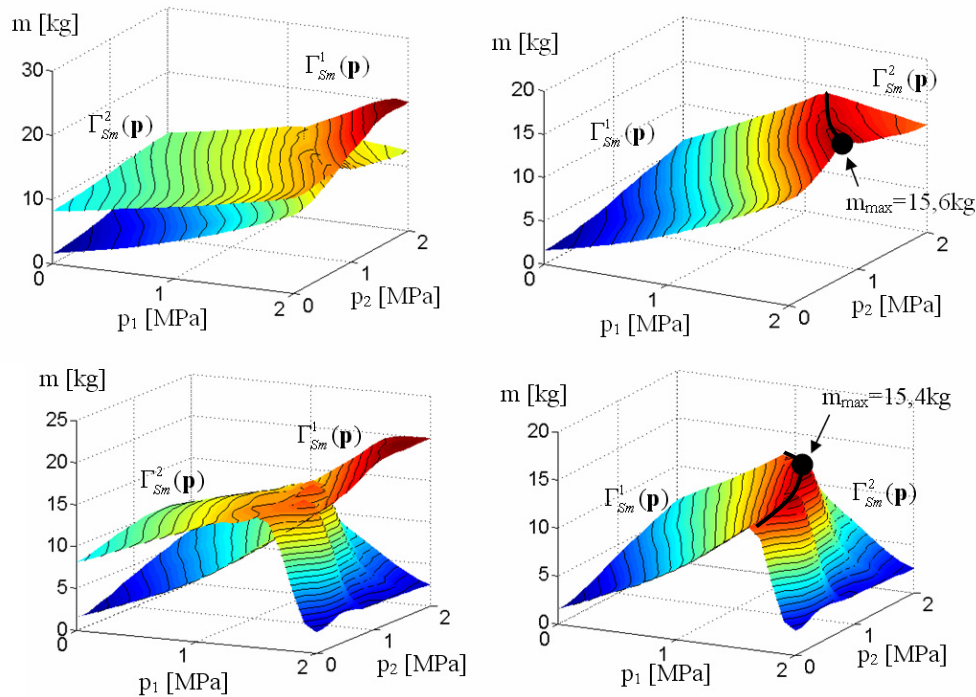 m [kg]
30
20
10
0
0
1
2
p₁ [MPa]
0
1
2
p₂ [MPa]
Γ¹Sm(p)
Γ²Sm(p)
m [kg]
20
15
10
5
0
0
1
2
p₁ [MPa]
0
1
2
p₂ [MPa]
Γ¹Sm(p)
Γ²Sm(p)
mmax=15,6kg
m [kg]
25
20
15
10
5
0
0
1
2
p₁ [MPa]
0
1
2
p₂ [MPa]
Γ¹Sm(p)
Γ²Sm(p)
m [kg]
20
15
10
5
0
0
1
2
p₁ [MPa]
0
1
2
p₂ [MPa]
mmax=15,4kg
Γ¹Sm(p)
Γ²Sm(p)